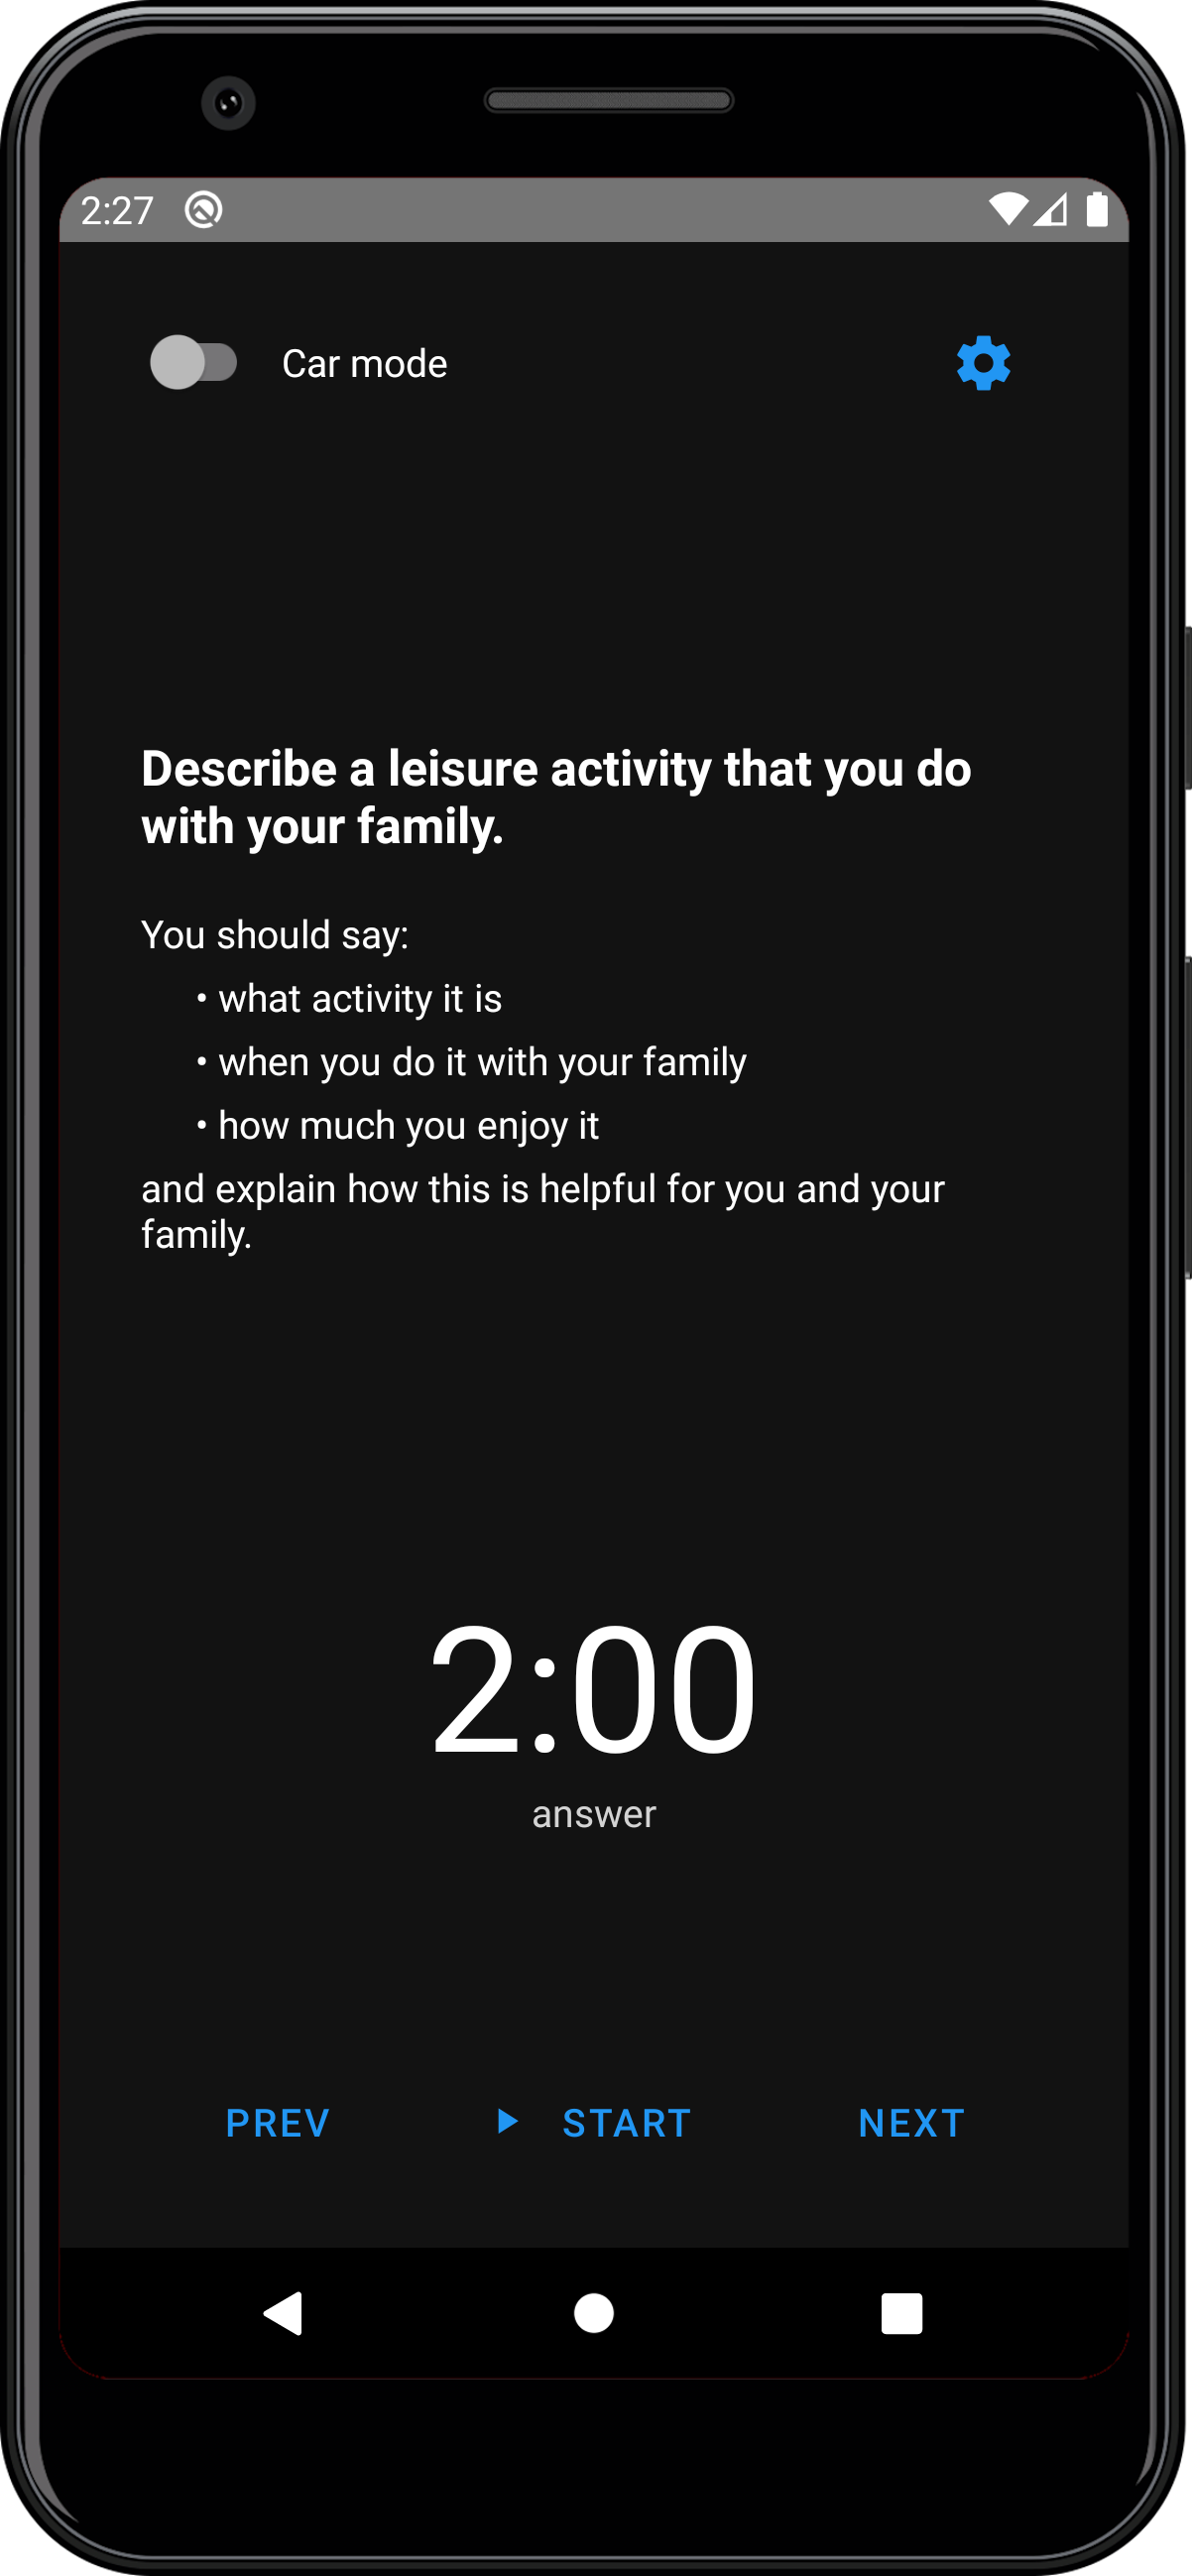 2:27
Car mode
Describe a leisure activity that you do
with your family.
You should say:
• what activity it is
• when you do it with your family
• how much you enjoy it
and explain how this is helpful for you and your
family.
2:00
answer
PREV START NEXT